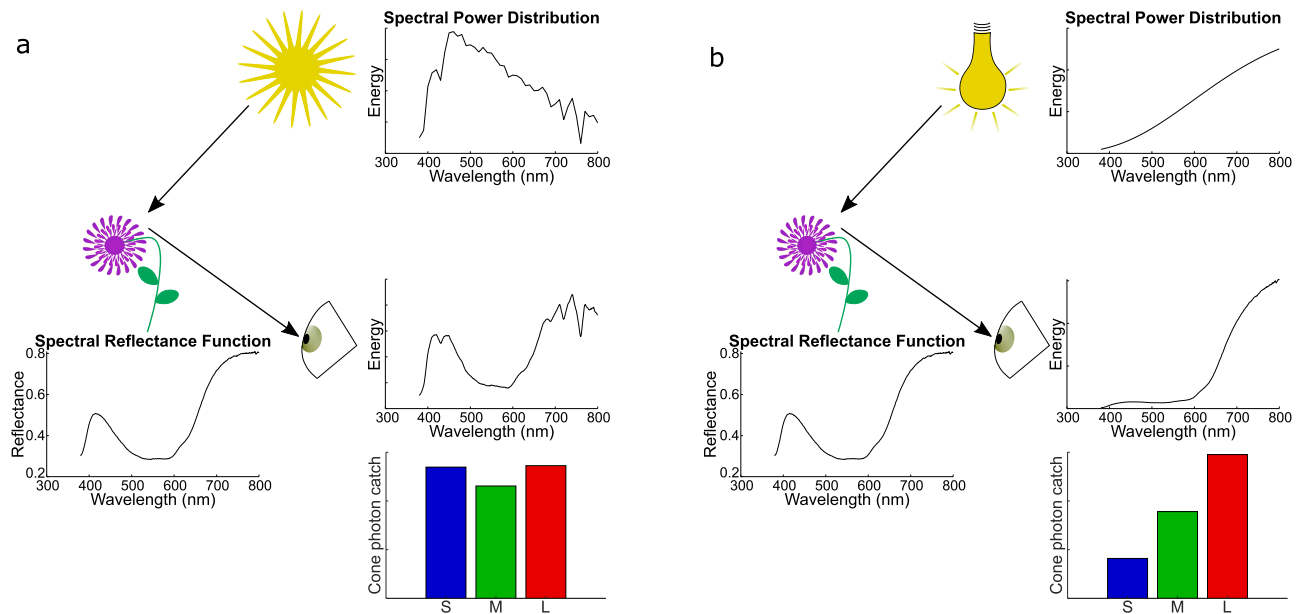 a
Spectral Power Distribution
Energy
300 400 500 600 700 800
Wavelength (nm)
Spectral Reflectance Function
Reflectance
0.8
0.6
0.4
0.2
300 400 500 600 700 800
Wavelength (nm)
Energy
300 400 500 600 700 800
Wavelength (nm)
Cone photon catch
S M L
b
Spectral Power Distribution
Energy
300 400 500 600 700 800
Wavelength (nm)
Spectral Reflectance Function
Reflectance
0.8
0.6
0.4
0.2
300 400 500 600 700 800
Wavelength (nm)
Energy
300 400 500 600 700 800
Wavelength (nm)
Cone photon catch
S M L